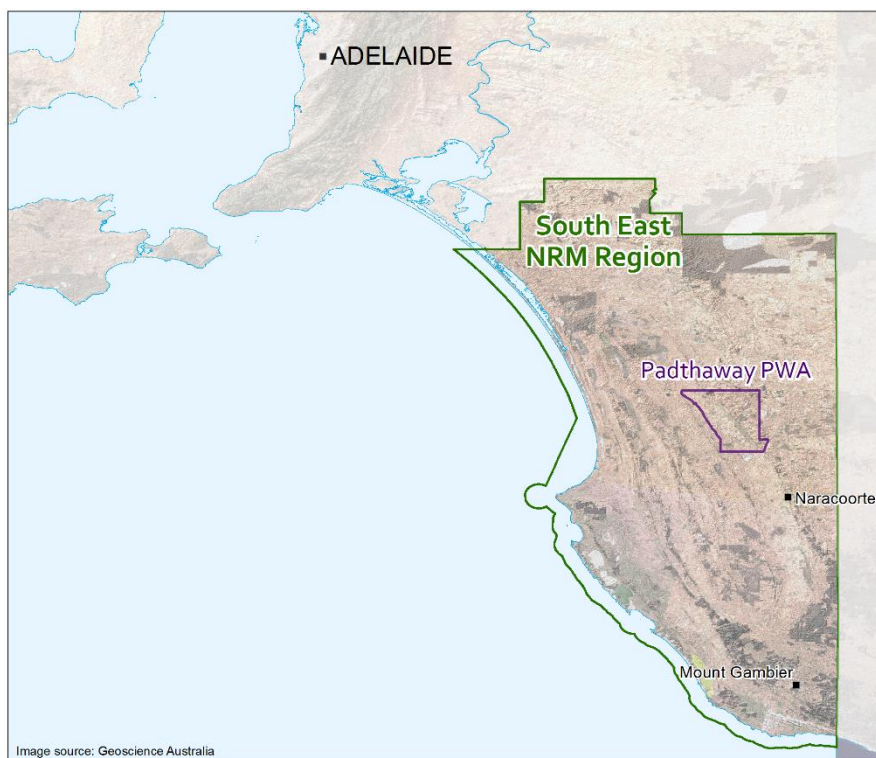 ADELAIDE
South East
NRM Region
Padthaway PWA
Naracoorte
Mount Gambier
Image source: Geoscience Australia